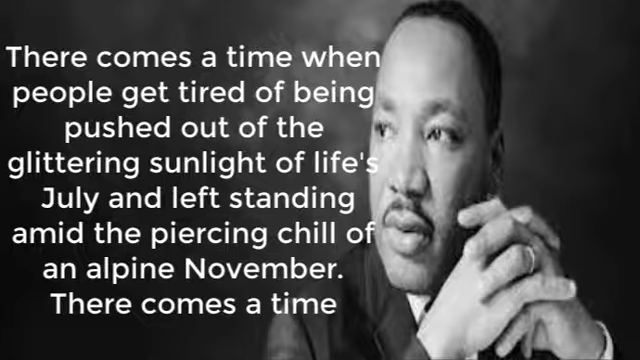 There comes a time when
people get tired of being
pushed out of the
glittering sunlight of life's
July and left standing
amid the piercing chill of
an alpine November.
There comes a time